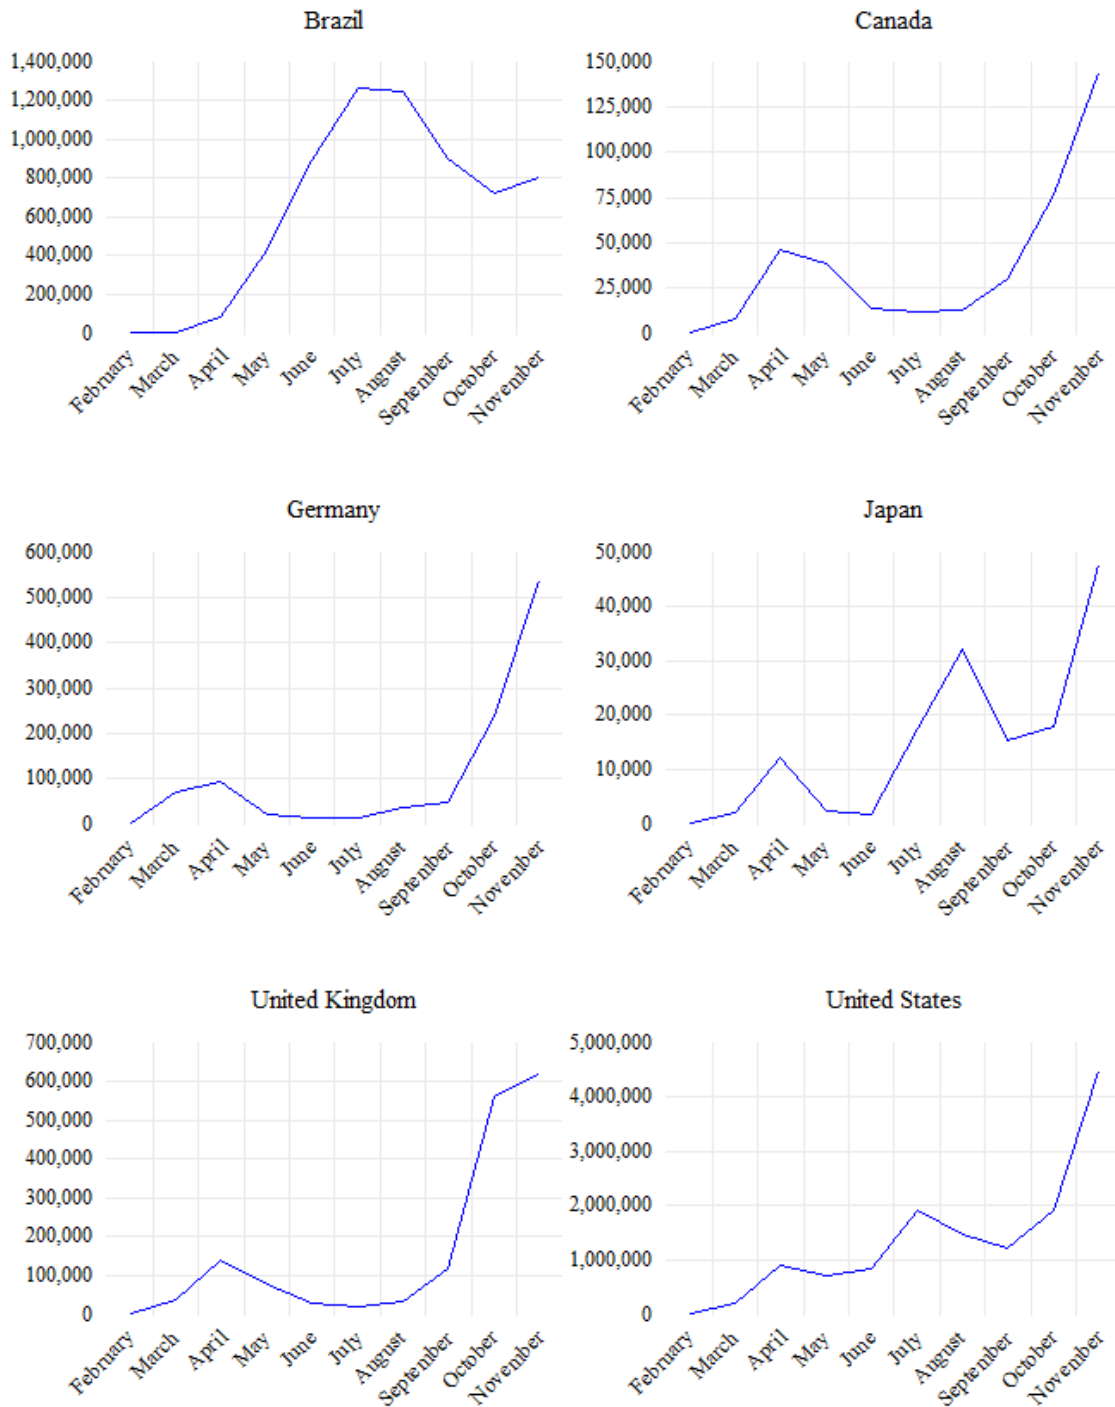 Brazil
1,400,000
1,200,000
1,000,000
800,000
600,000
400,000
200,000
0
February
March
April
May
June
July
August
September
October
November
Canada
150,000
125,000
100,000
75,000
50,000
25,000
0
February
March
April
May
June
July
August
September
October
November
Germany
600,000
500,000
400,000
300,000
200,000
100,000
0
February
March
April
May
June
July
August
September
October
November
Japan
50,000
40,000
30,000
20,000
10,000
0
February
March
April
May
June
July
August
September
October
November
United Kingdom
700,000
600,000
500,000
400,000
300,000
200,000
100,000
0
February
March
April
May
June
July
August
September
October
November
United States
5,000,000
4,000,000
3,000,000
2,000,000
1,000,000
0
February
March
April
May
June
July
August
September
October
November